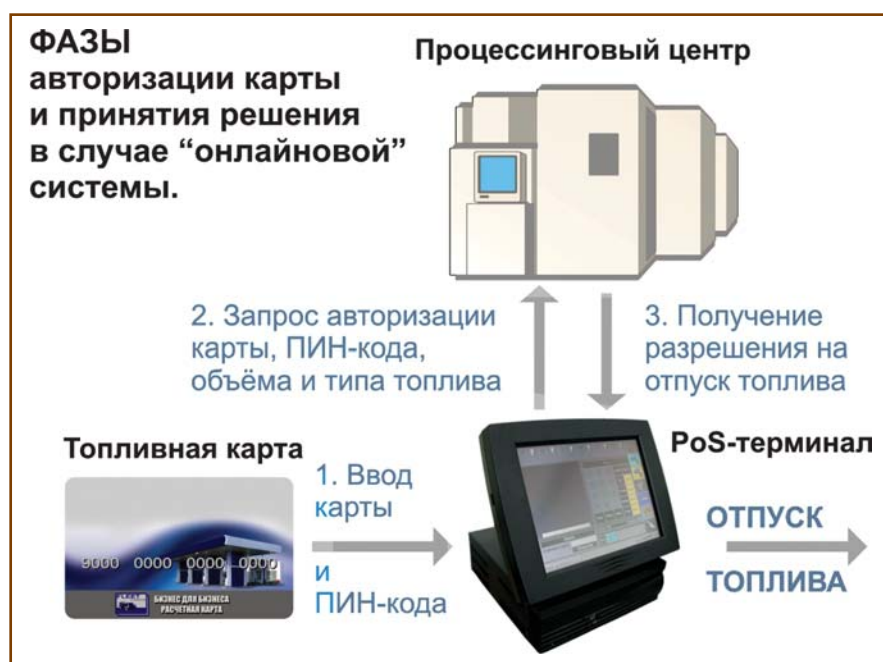 ФАЗЫ
авторизации карты
и принятия решения
в случае “онлайновой”
системы.
Процессинговый центр
2. Запрос авторизации
карты, ПИН-кода,
объёма и типа топлива
3. Получение
разрешения на
отпуск топлива
Топливная карта
1. Ввод
карты
и
ПИН-кода
PoS-терминал
ОТПУСК
ТОПЛИВА
9000 0000 0000 0000
БИЗНЕС ДЛЯ БИЗНЕСА
РАСЧЕТНАЯ КАРТА